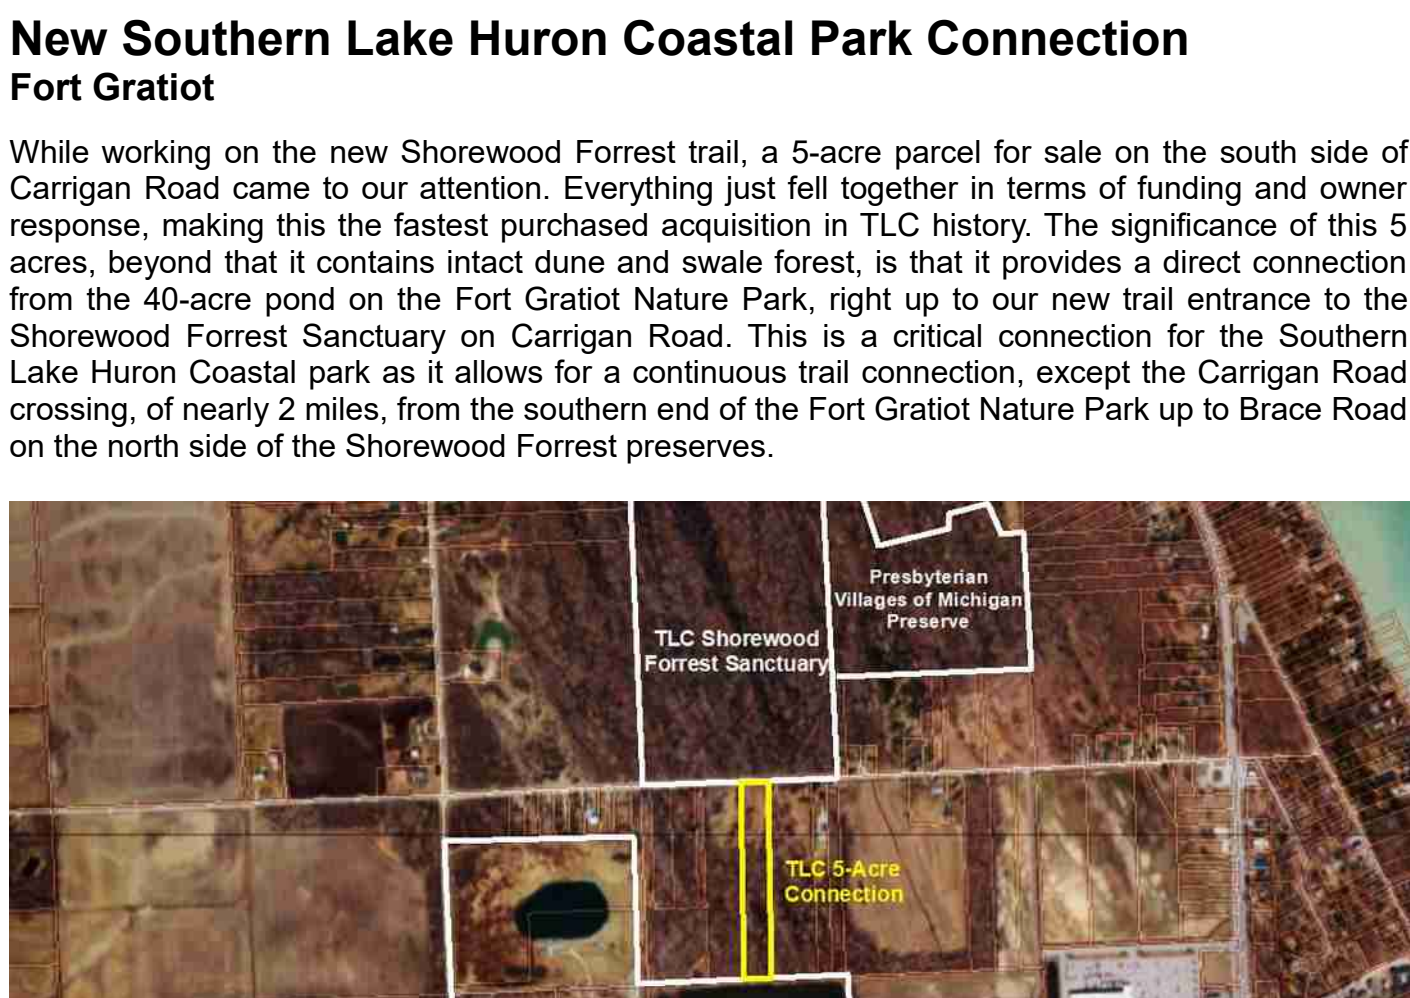 New Southern Lake Huron Coastal Park Connection
Fort Gratiot
While working on the new Shorewood Forrest trail, a 5-acre parcel for sale on the south side of
Carrigan Road came to our attention. Everything just fell together in terms of funding and owner
response, making this the fastest purchased acquisition in TLC history. The significance of this 5
acres, beyond that it contains intact dune and swale forest, is that it provides a direct connection
from the 40-acre pond on the Fort Gratiot Nature Park, right up to our new trail entrance to the
Shorewood Forrest Sanctuary on Carrigan Road. This is a critical connection for the Southern
Lake Huron Coastal park as it allows for a continuous trail connection, except the Carrigan Road
crossing, of nearly 2 miles, from the southern end of the Fort Gratiot Nature Park up to Brace Road
on the north side of the Shorewood Forrest preserves.
Presbyterian
Villages of Michigan
Preserve
TLC Shorewood
Forrest Sanctuary
TLC 5-Acre
Connection